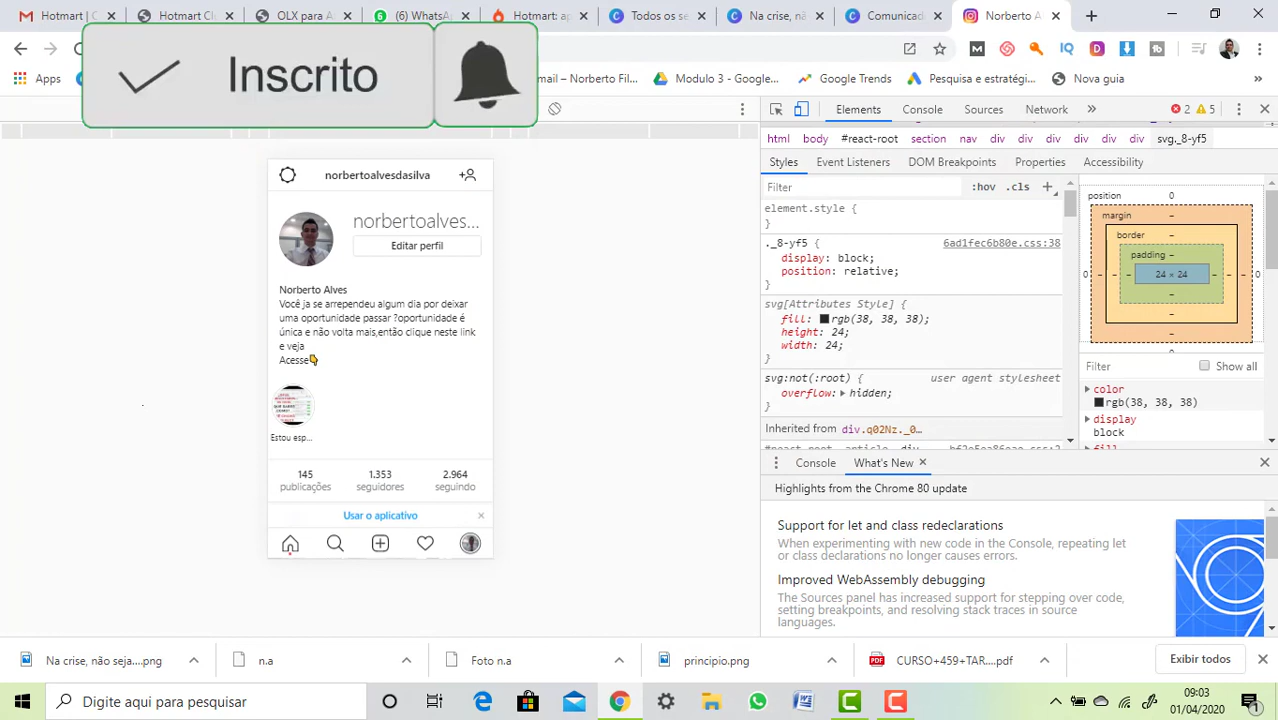 Hotmart: a
Hotmart Cl
OLX para A
(6) WhatsA
Hotmart: ap
Todos os se
Na crise, nã
Comunicad
Norberto A
Inscrito
Apps
mail – Norberto Fil...
Modulo 3 – Google...
Pesquisa e estratégi...
Nova guia
Elements
Console
Sources
Network
2
5
html
body
#react-root
section
nav
div
div
div
div
svg._8-yf5
Styles
Event Listeners
DOM Breakpoints
Properties
Accessibility
Filter
:hov
.cls
element.style {
}
._8-yf5 {
6ad1fec6b80e.css:38
display: block;
position: relative;
}
svg[Attributes Style] {
fill: rgb(38, 38, 38);
height: 24;
width: 24;
}
svg:not(:root) {
user agent stylesheet
overflow: hidden;
}
Inherited from div.q02Nz._0…
position
0
margin
border
padding
0
24 × 24
0
Filter
Show all
color
rgb(38, 38, 38)
display
block
norbertoalvesdasilva
norbertoalves...
Editar perfil
Norberto Alves
Você ja se arrependeu algum dia por deixar
uma oportunidade passar ?oportunidade é
única e não volta mais,então clique neste link
e veja
Acesse
Estou esp...
145
publicações
1.353
seguidores
2.964
seguindo
Usar o aplicativo
Console
What's New
Highlights from the Chrome 80 update
Support for let and class redeclarations
When experimenting with new code in the Console, repeating let
or class declarations no longer causes errors.
Improved WebAssembly debugging
The Sources panel has increased support for stepping over code,
setting breakpoints, and resolving stack traces in source
languages.
Na crise, não seja....png
n.a
Foto n.a
principio.png
CURSO+459+TAR....pdf
Exibir todos
Digite aqui para pesquisar
09:03
01/04/2020